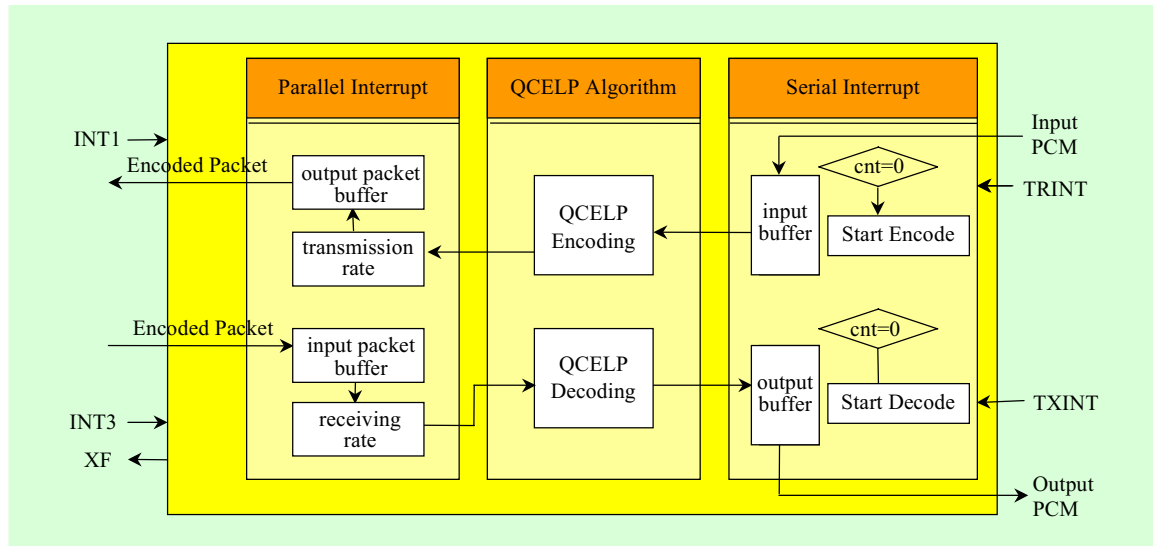 Parallel Interrupt
QCELP Algorithm
Serial Interrupt
INT1
Encoded Packet
output packet
buffer
transmission
rate
QCELP
Encoding
input
buffer
cnt=0
Start Encode
Input
PCM
TRINT
Encoded Packet
input packet
buffer
receiving
rate
QCELP
Decoding
output
buffer
cnt=0
Start Decode
INT3
XF
TXINT
Output
PCM